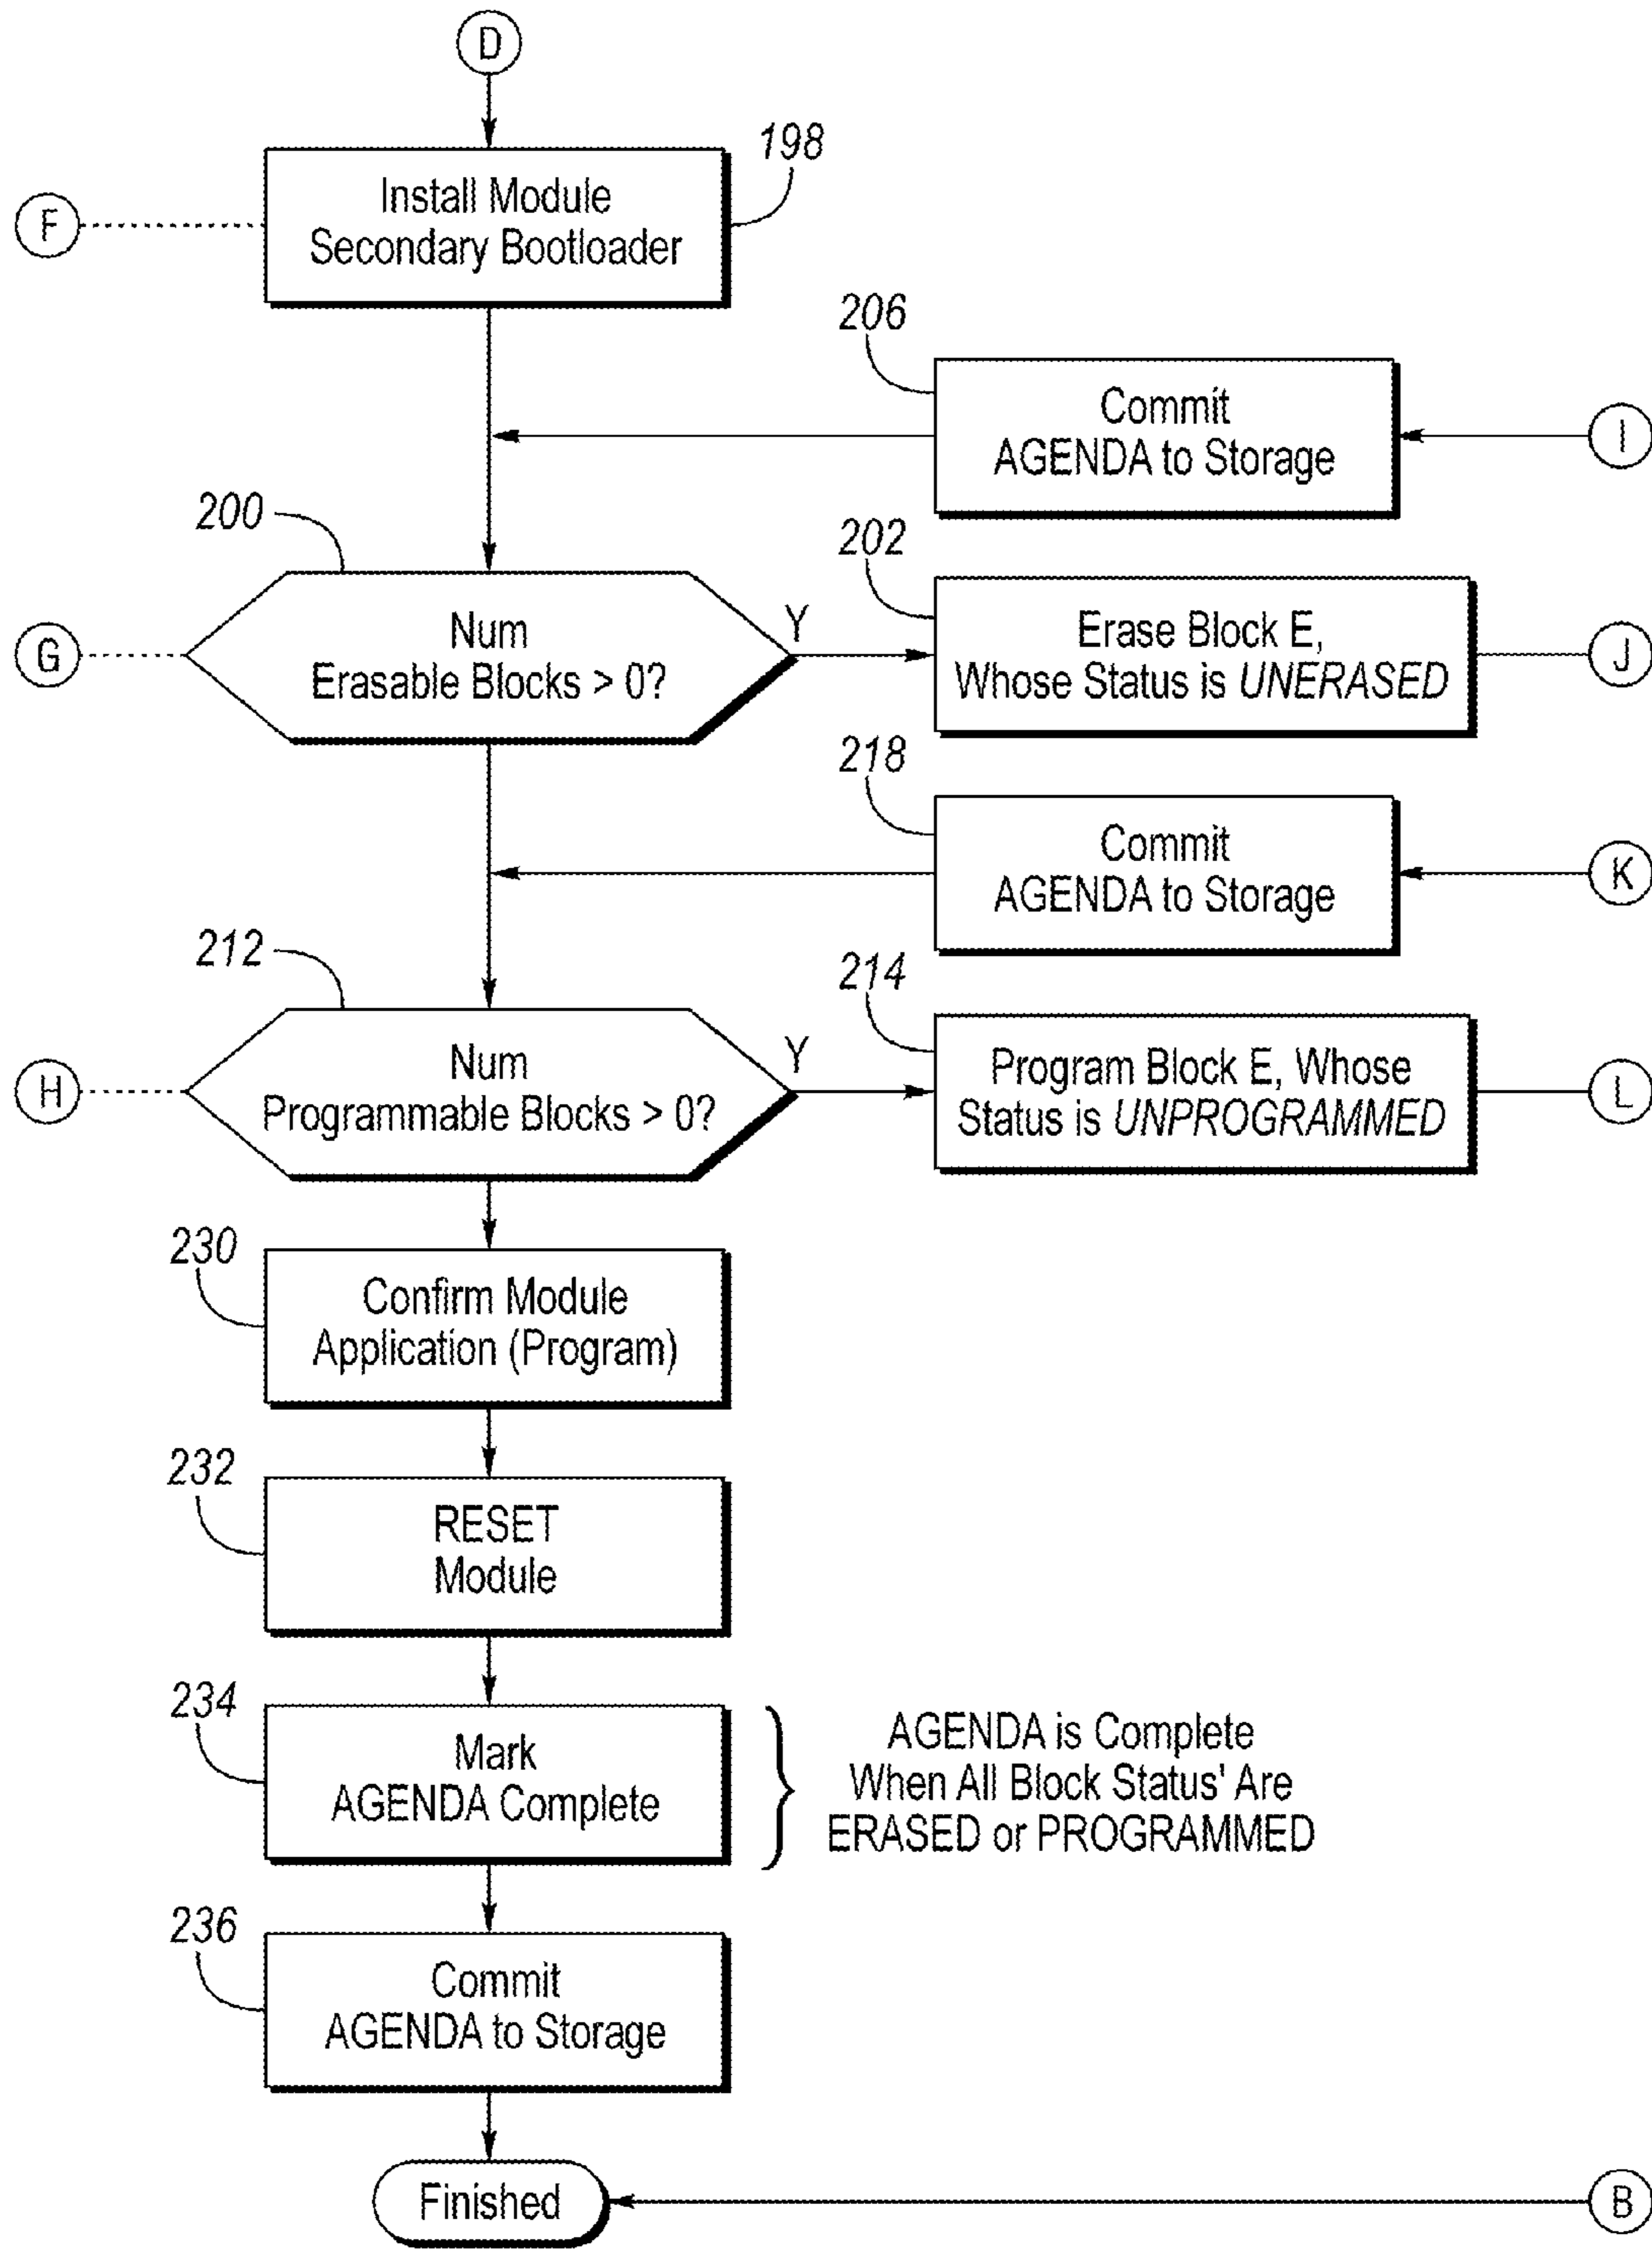 D
198
Install Module
Secondary Bootloader
F
206
Commit
AGENDA to Storage
I
200
202
Num
Erasable Blocks > 0?
G
Y
Erase Block E,
Whose Status is UNERASED
J
218
Commit
AGENDA to Storage
K
212
214
Num
Programmable Blocks > 0?
H
Y
Program Block E, Whose
Status is UNPROGRAMMED
L
230
Confirm Module
Application (Program)
232
RESET
Module
234
Mark
AGENDA Complete
AGENDA is Complete
When All Block Status' Are
ERASED or PROGRAMMED
236
Commit
AGENDA to Storage
Finished
B